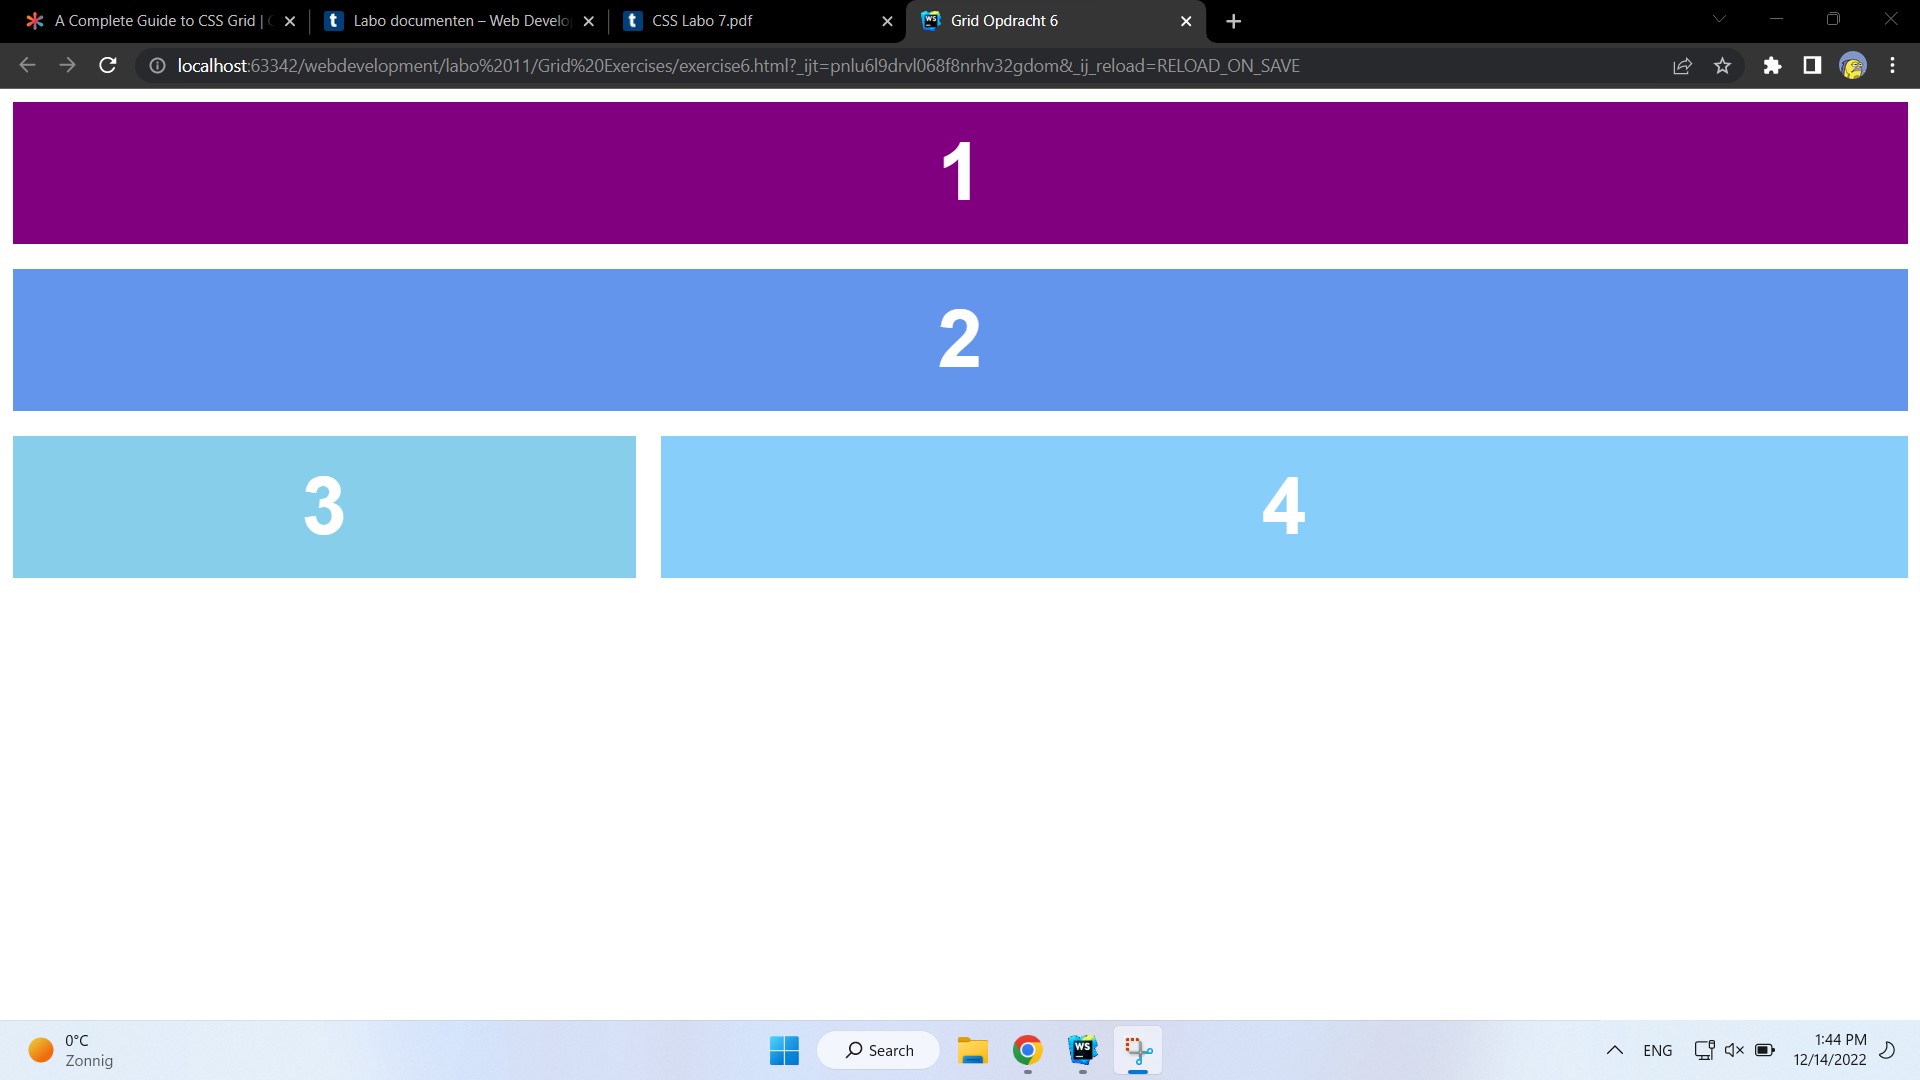 A Complete Guide to CSS Grid |
Labo documenten – Web Develo
CSS Labo 7.pdf
Grid Opdracht 6
localhost:63342/webdevelopment/labo%2011/Grid%20Exercises/exercise6.html?_ijt=pnlu6l9drvl068f8nrhv32gdom&_ij_reload=RELOAD_ON_SAVE
1
2
3
4
0°C
Zonnig
Search
WS
ENG
1:44 PM
12/14/2022